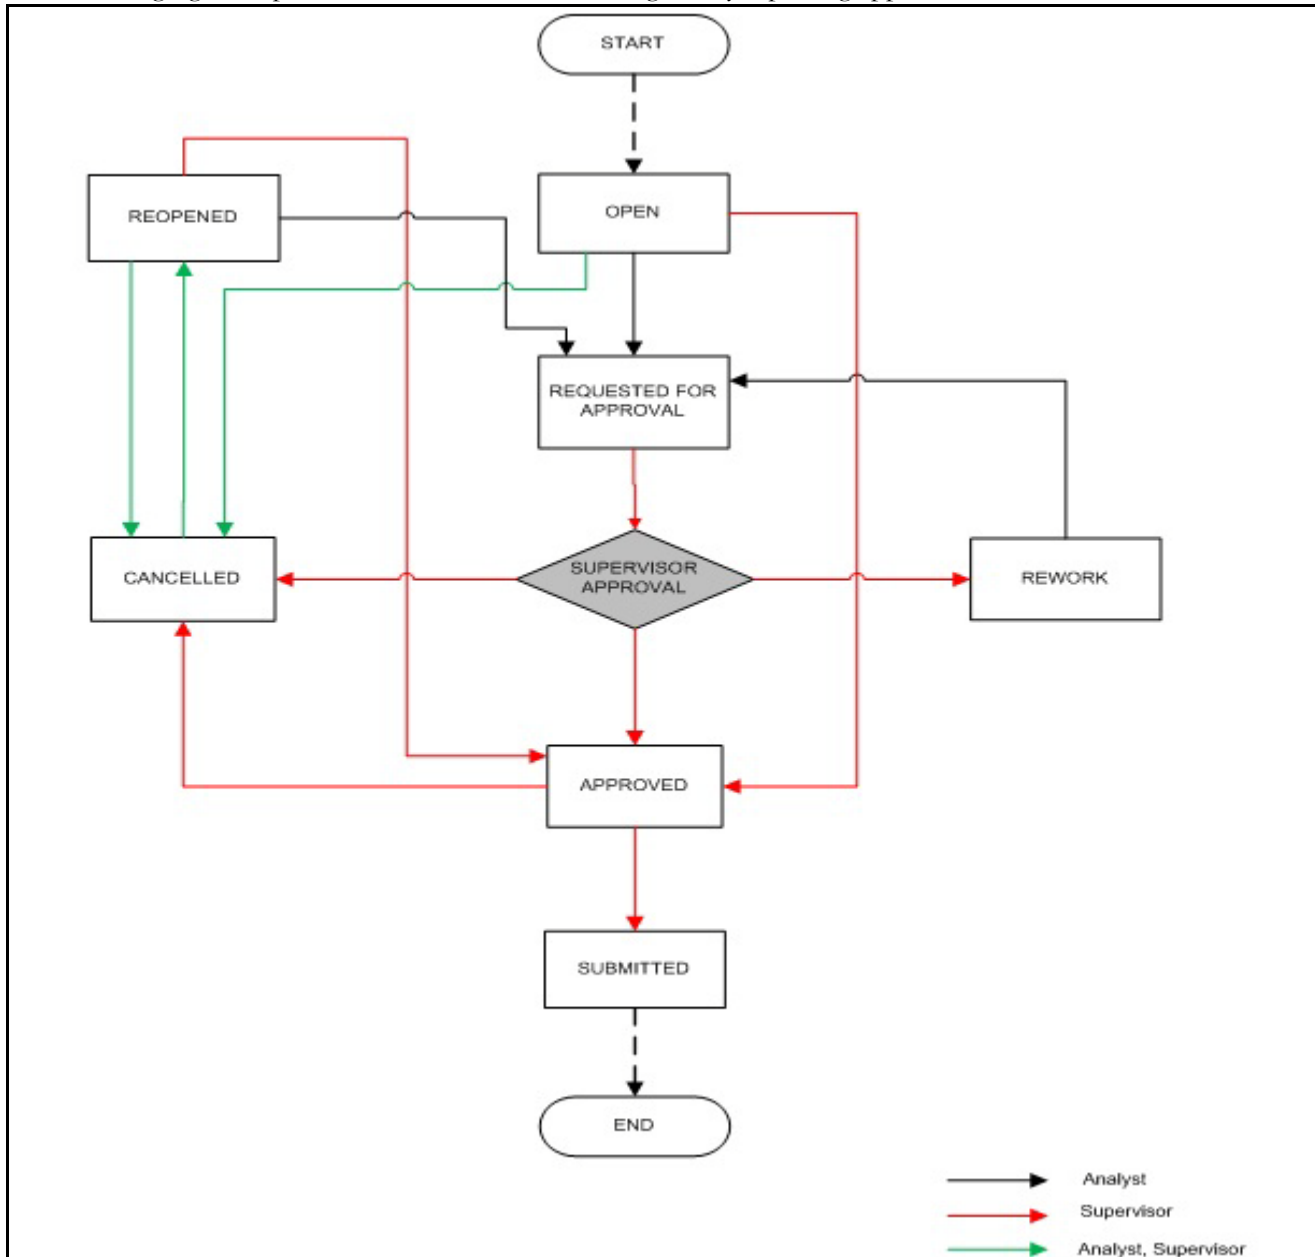 START
REOPENED
OPEN
REQUESTED FOR
APPROVAL
CANCELLED
SUPERVISOR
APPROVAL
REWORK
APPROVED
SUBMITTED
END
Analyst
Supervisor
Analyst, Supervisor